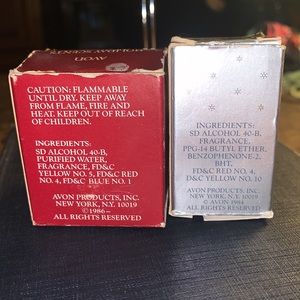 AVON
CAUTION: FLAMMABLE
UNTIL DRY. KEEP AWAY
FROM FLAME, FIRE AND
HEAT. KEEP OUT OF REACH
OF CHILDREN.
INGREDIENTS:
SD ALCOHOL 40-B,
PURIFIED WATER,
FRAGRANCE, FD&C
YELLOW NO. 5, FD&C RED
NO. 4, FD&C BLUE NO. 1
AVON PRODUCTS, INC.
NEW YORK, N.Y. 10019
© 1986
ALL RIGHTS RESERVED
INGREDIENTS:
SD ALCOHOL 40-B,
FRAGRANCE,
PPG-14 BUTYL ETHER,
BENZOPHENONE-2,
BHT,
FD&C RED NO. 4,
D&C YELLOW NO. 10
AVON PRODUCTS, INC.
NEW YORK, N.Y. 10019
© AVON 1984
ALL RIGHTS RESERVED